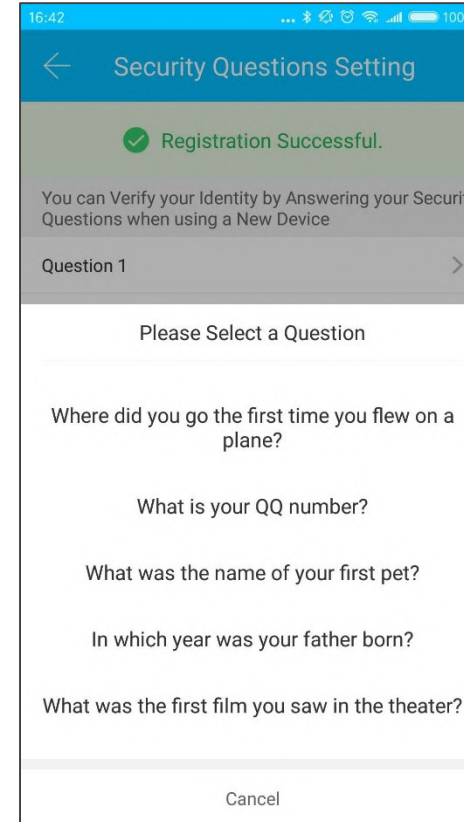 16:42 ... 100
Security Questions Setting
Registration Successful.
You can Verify your Identity by Answering your Securi
Questions when using a New Device
Question 1
Please Select a Question
Where did you go the first time you flew on a
plane?
What is your QQ number?
What was the name of your first pet?
In which year was your father born?
What was the first film you saw in the theater?
Cancel